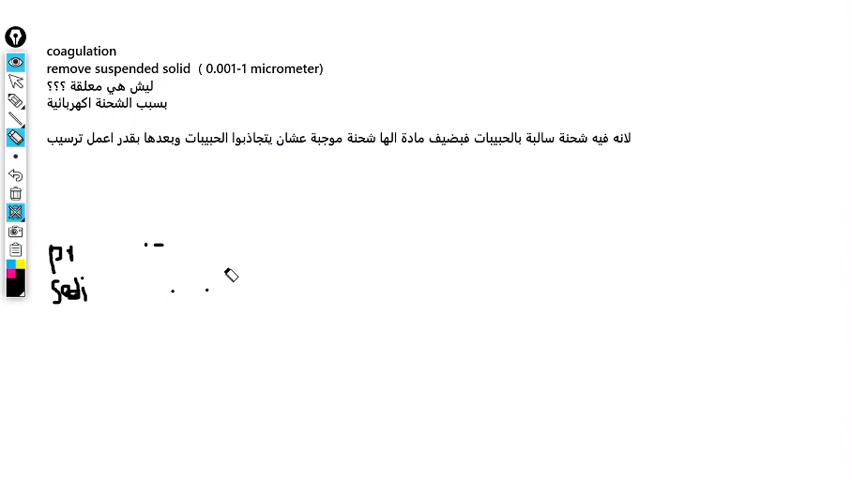 coagulation
remove suspended solid ( 0.001-1 micrometer)
ليش هي معلقة ؟؟؟
بسبب الشحنة اكهربائية
لانه فيه شحنة سالبة بالحبيبات فبضيف مادة الها شحنة موجبة عشان يتجاذبوا الحبيبات وبعدها بقدر اعمل ترسيب
sedi